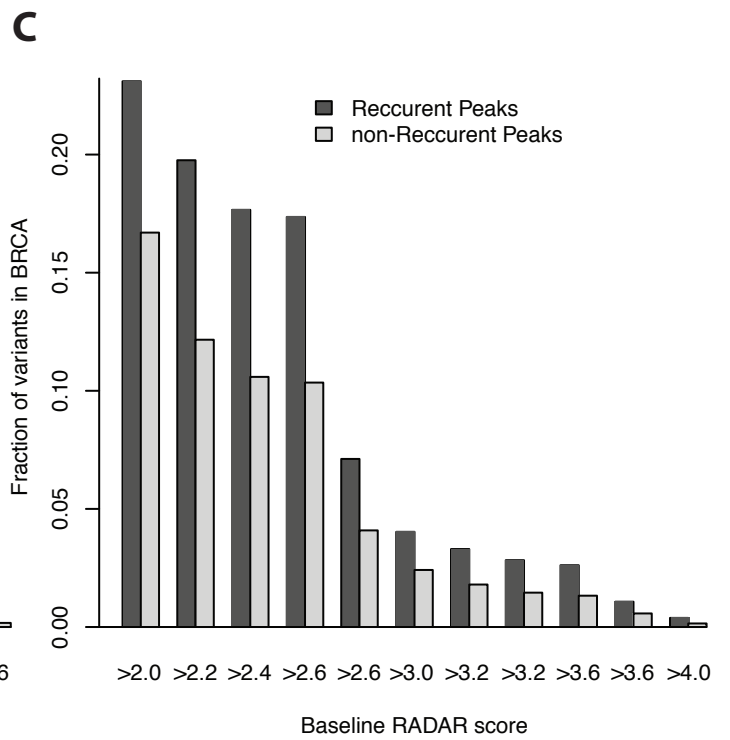 C
Reccurent Peaks
non-Reccurent Peaks
Fraction of variants in BRCA
0.20
0.15
0.10
0.05
0.00
6
>2.0 >2.2 >2.4 >2.6 >2.6 >3.0 >3.2 >3.2 >3.6 >3.6 >4.0
Baseline RADAR score